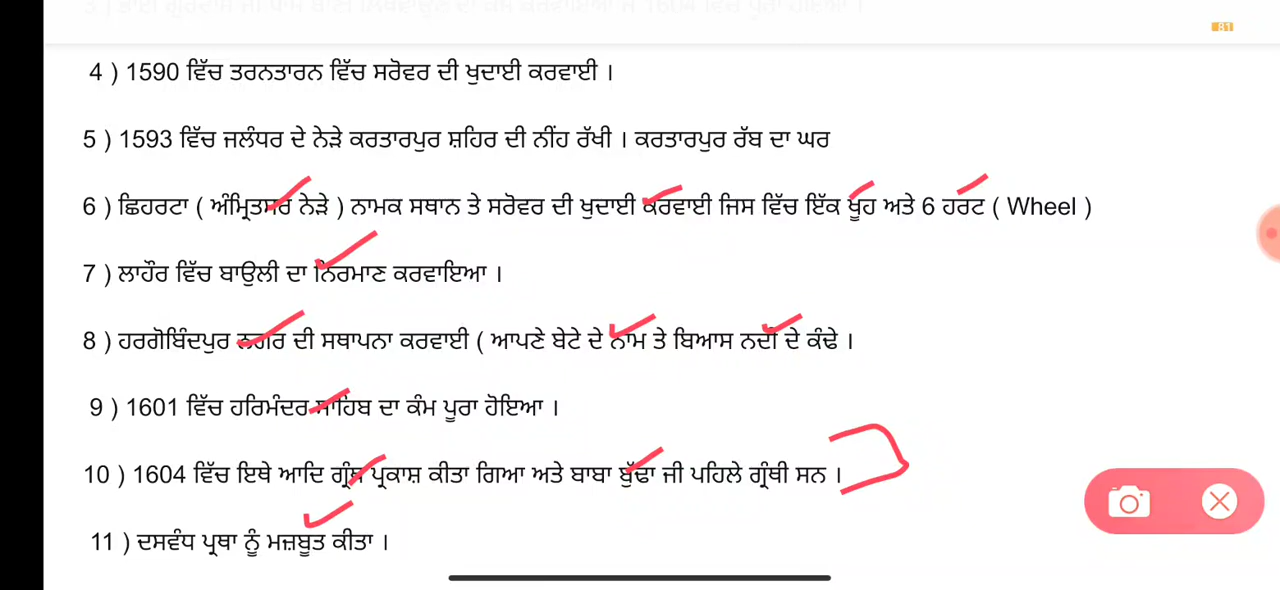 4 ) 1590 ਵਿੱਚ ਤਰਨਤਾਰਨ ਵਿੱਚ ਸਰੋਵਰ ਦੀ ਖੁਦਾਈ ਕਰਵਾਈ ।
5 ) 1593 ਵਿੱਚ ਜਲੰਧਰ ਦੇ ਨੇੜੇ ਕਰਤਾਰਪੁਰ ਸ਼ਹਿਰ ਦੀ ਨੀਂਹ ਰੱਖੀ । ਕਰਤਾਰਪੁਰ ਰੱਬ ਦਾ ਘਰ
6 ) ਛਿਹਰਟਾ ( ਅੰਮ੍ਰਿਤਸਰ ਨੇੜੇ ) ਨਾਮਕ ਸਥਾਨ ਤੇ ਸਰੋਵਰ ਦੀ ਖੁਦਾਈ ਕਰਵਾਈ ਜਿਸ ਵਿੱਚ ਇੱਕ ਖੂਹ ਅਤੇ 6 ਹਰਟ ( Wheel )
7 ) ਲਾਹੌਰ ਵਿੱਚ ਬਾਉਲੀ ਦਾ ਨਿਰਮਾਣ ਕਰਵਾਇਆ ।
8 ) ਹਰਗੋਬਿੰਦਪੁਰ ਨਗਰ ਦੀ ਸਥਾਪਨਾ ਕਰਵਾਈ ( ਆਪਣੇ ਬੇਟੇ ਦੇ ਨਾਮ ਤੇ ਬਿਆਸ ਨਦੀ ਦੇ ਕੰਢੇ ।
9 ) 1601 ਵਿੱਚ ਹਰਿਮੰਦਰ ਸਾਹਿਬ ਦਾ ਕੰਮ ਪੂਰਾ ਹੋਇਆ ।
10 ) 1604 ਵਿੱਚ ਇਥੇ ਆਦਿ ਗ੍ਰੰਥ ਪ੍ਰਕਾਸ਼ ਕੀਤਾ ਗਿਆ ਅਤੇ ਬਾਬਾ ਬੁੱਢਾ ਜੀ ਪਹਿਲੇ ਗ੍ਰੰਥੀ ਸਨ ।
11 ) ਦਸਵੰਧ ਪ੍ਰਥਾ ਨੂੰ ਮਜ਼ਬੂਤ ਕੀਤਾ ।